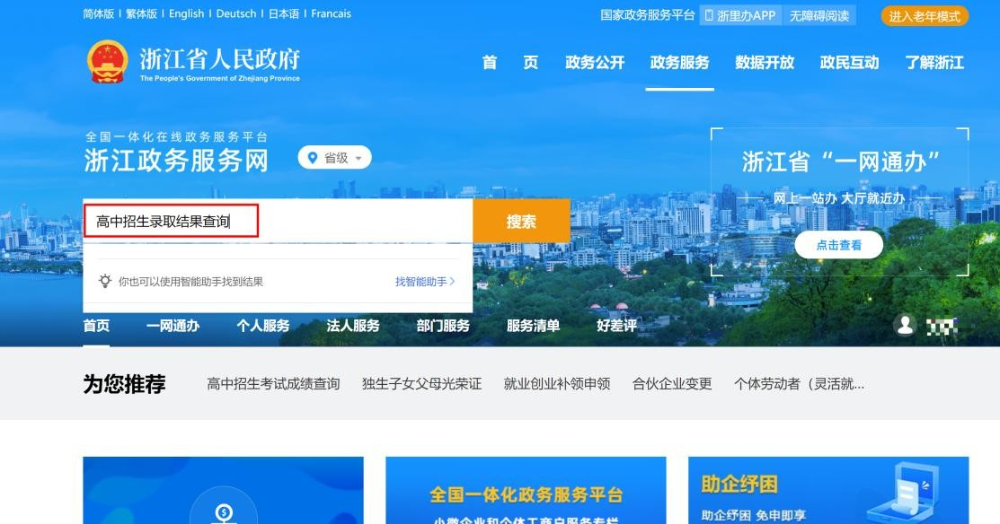 简体版 | 繁体版 | English | Deutsch | 日本语 | Francais
国家政务服务平台 浙里办APP 无障碍阅读 进入老年模式
浙江省人民政府
The People's Government of Zhejiang Province
首 页 政务公开 政务服务 数据开放 政民互动 了解浙江
全国一体化在线政务服务平台
浙江政务服务网 省级
浙江省“一网通办”
网上一站办 大厅就近办
点击查看
高中招生录取结果查询 搜索
你也可以使用智能助手找到结果 找智能助手
首页 一网通办 个人服务 法人服务 部门服务 服务清单 好差评
为您推荐 高中招生考试成绩查询 独生子女父母光荣证 就业创业补领申领 合伙企业变更 个体劳动者（灵活就...
全国一体化政务服务平台
小微企业和个体工商户服务专栏
助企纾困
助企纾困 免申即享